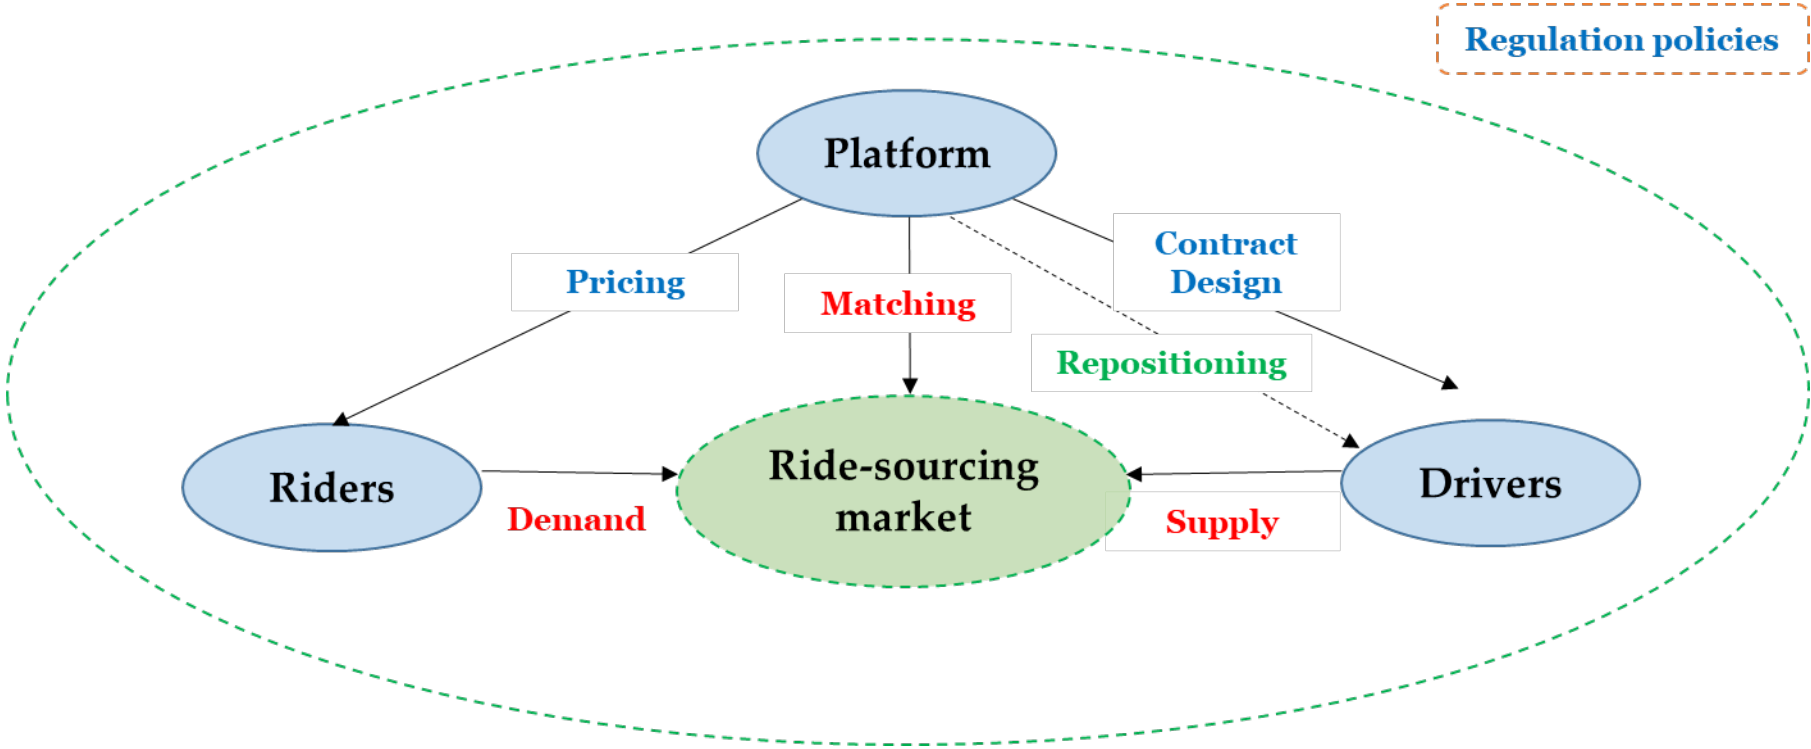 Regulation policies
Platform
Contract
Design
Pricing
Matching
Repositioning
Ride-sourcing
market
Riders
Drivers
Demand
Supply